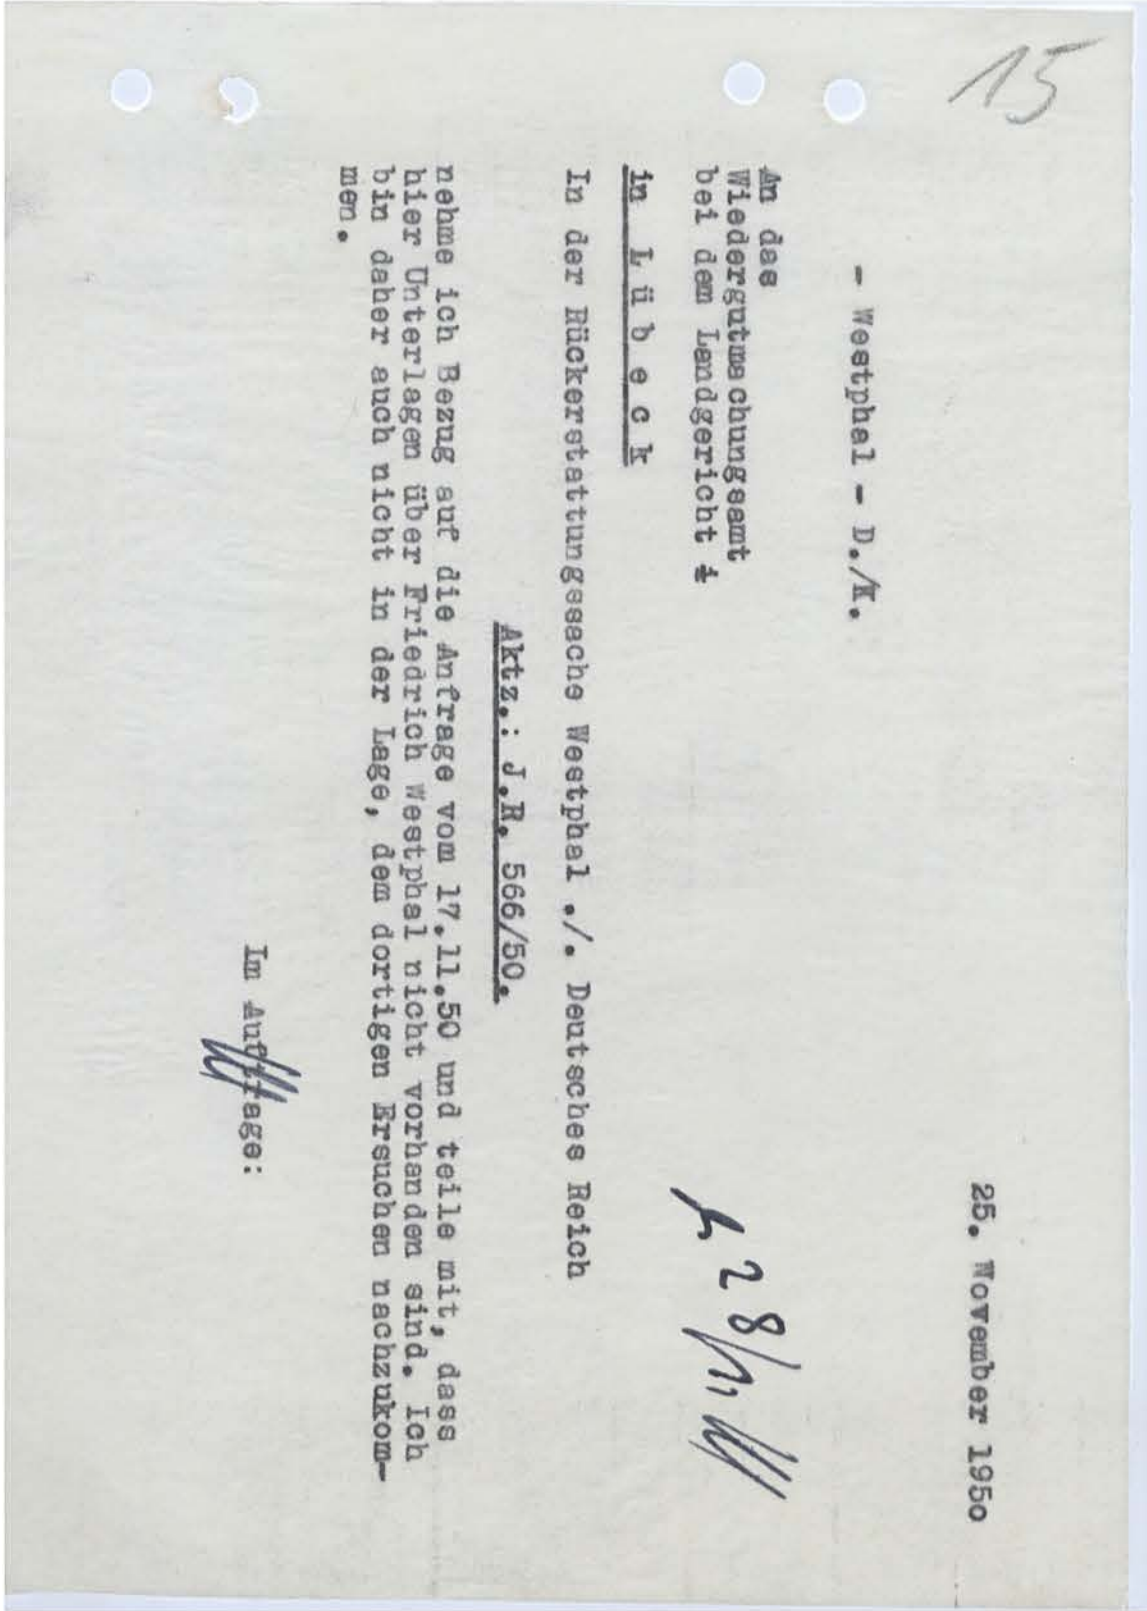 15
25. November 1950
- Westphal - D./K.
An das
Wiedergutmachungsamt
bei dem Landgericht
in Lübeck
28/11.
In der Rückerstattungssache Westphal ./. Deutsches Reich
Aktz.: J.R. 566/50.
nehme ich Bezug auf die Anfrage vom 17.11.50 und teile mit, dass
hier Unterlagen über Friedrich Westphal nicht vorhanden sind. Ich
bin daher auch nicht in der Lage, dem dortigen Ersuchen nachzukom-
men.
Im Auftrage: